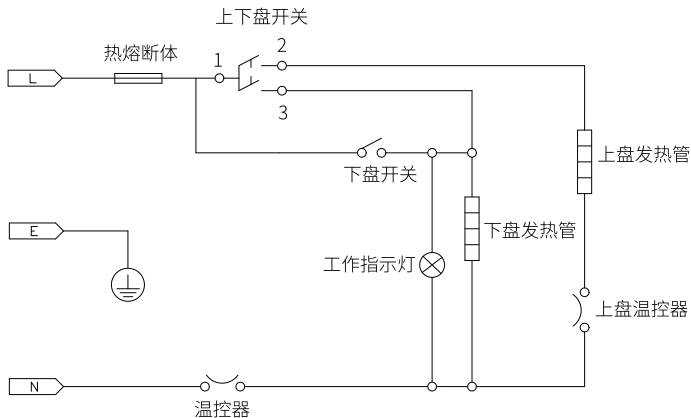 上下盘开关
热熔断体
1
2
L
3
上盘发热管
下盘开关
下盘发热管
E
工作指示灯
上盘温控器
N
温控器